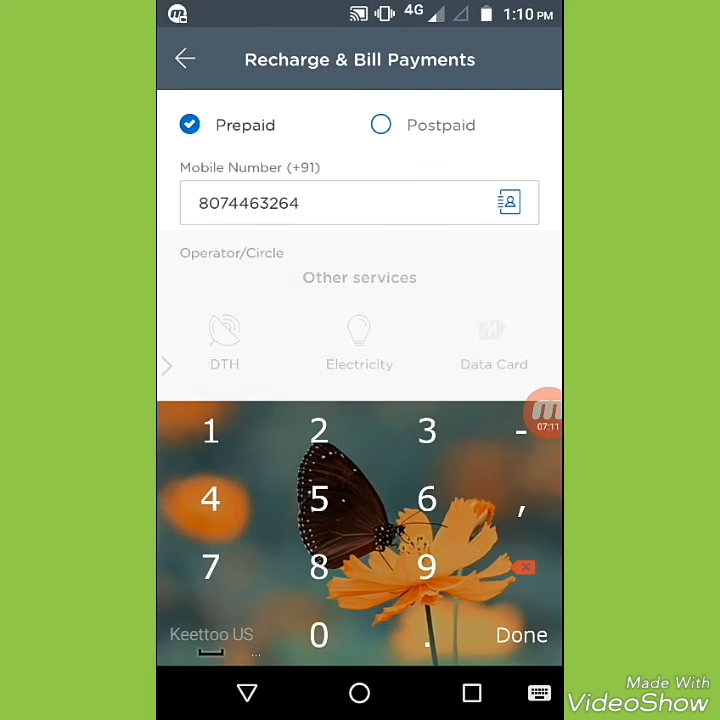 4G 1:10 PM
Recharge & Bill Payments
Prepaid Postpaid
Mobile Number (+91)
8074463264
Operator/Circle
Other services
DTH Electricity Data Card
1 2 3 -
07:11
4 5 6 ,
7 8 9
Keettoo US 0 . Done
...
Made With
VideoShow